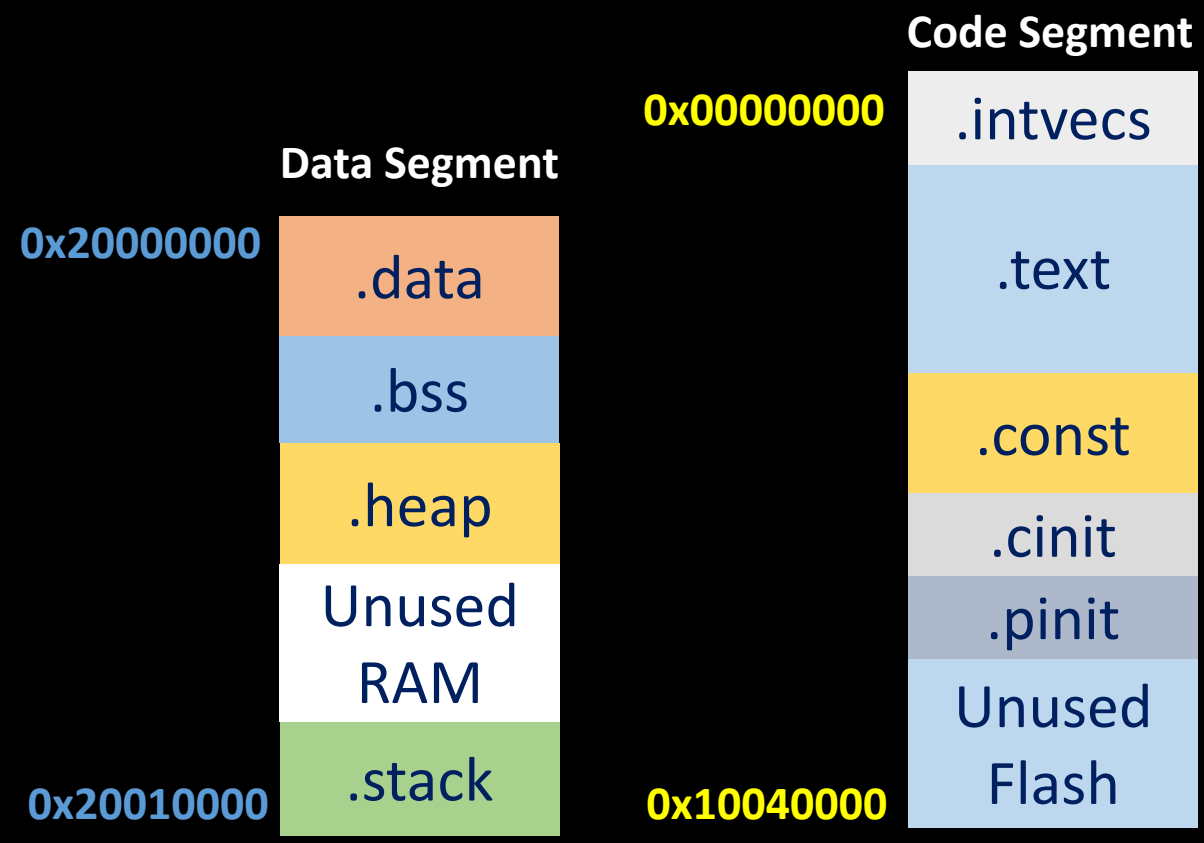 Data Segment
0x20000000
.data
.bss
.heap
Unused
RAM
.stack
0x20010000
Code Segment
0x00000000
.intvecs
.text
.const
.cinit
.pinit
Unused
Flash
0x10040000